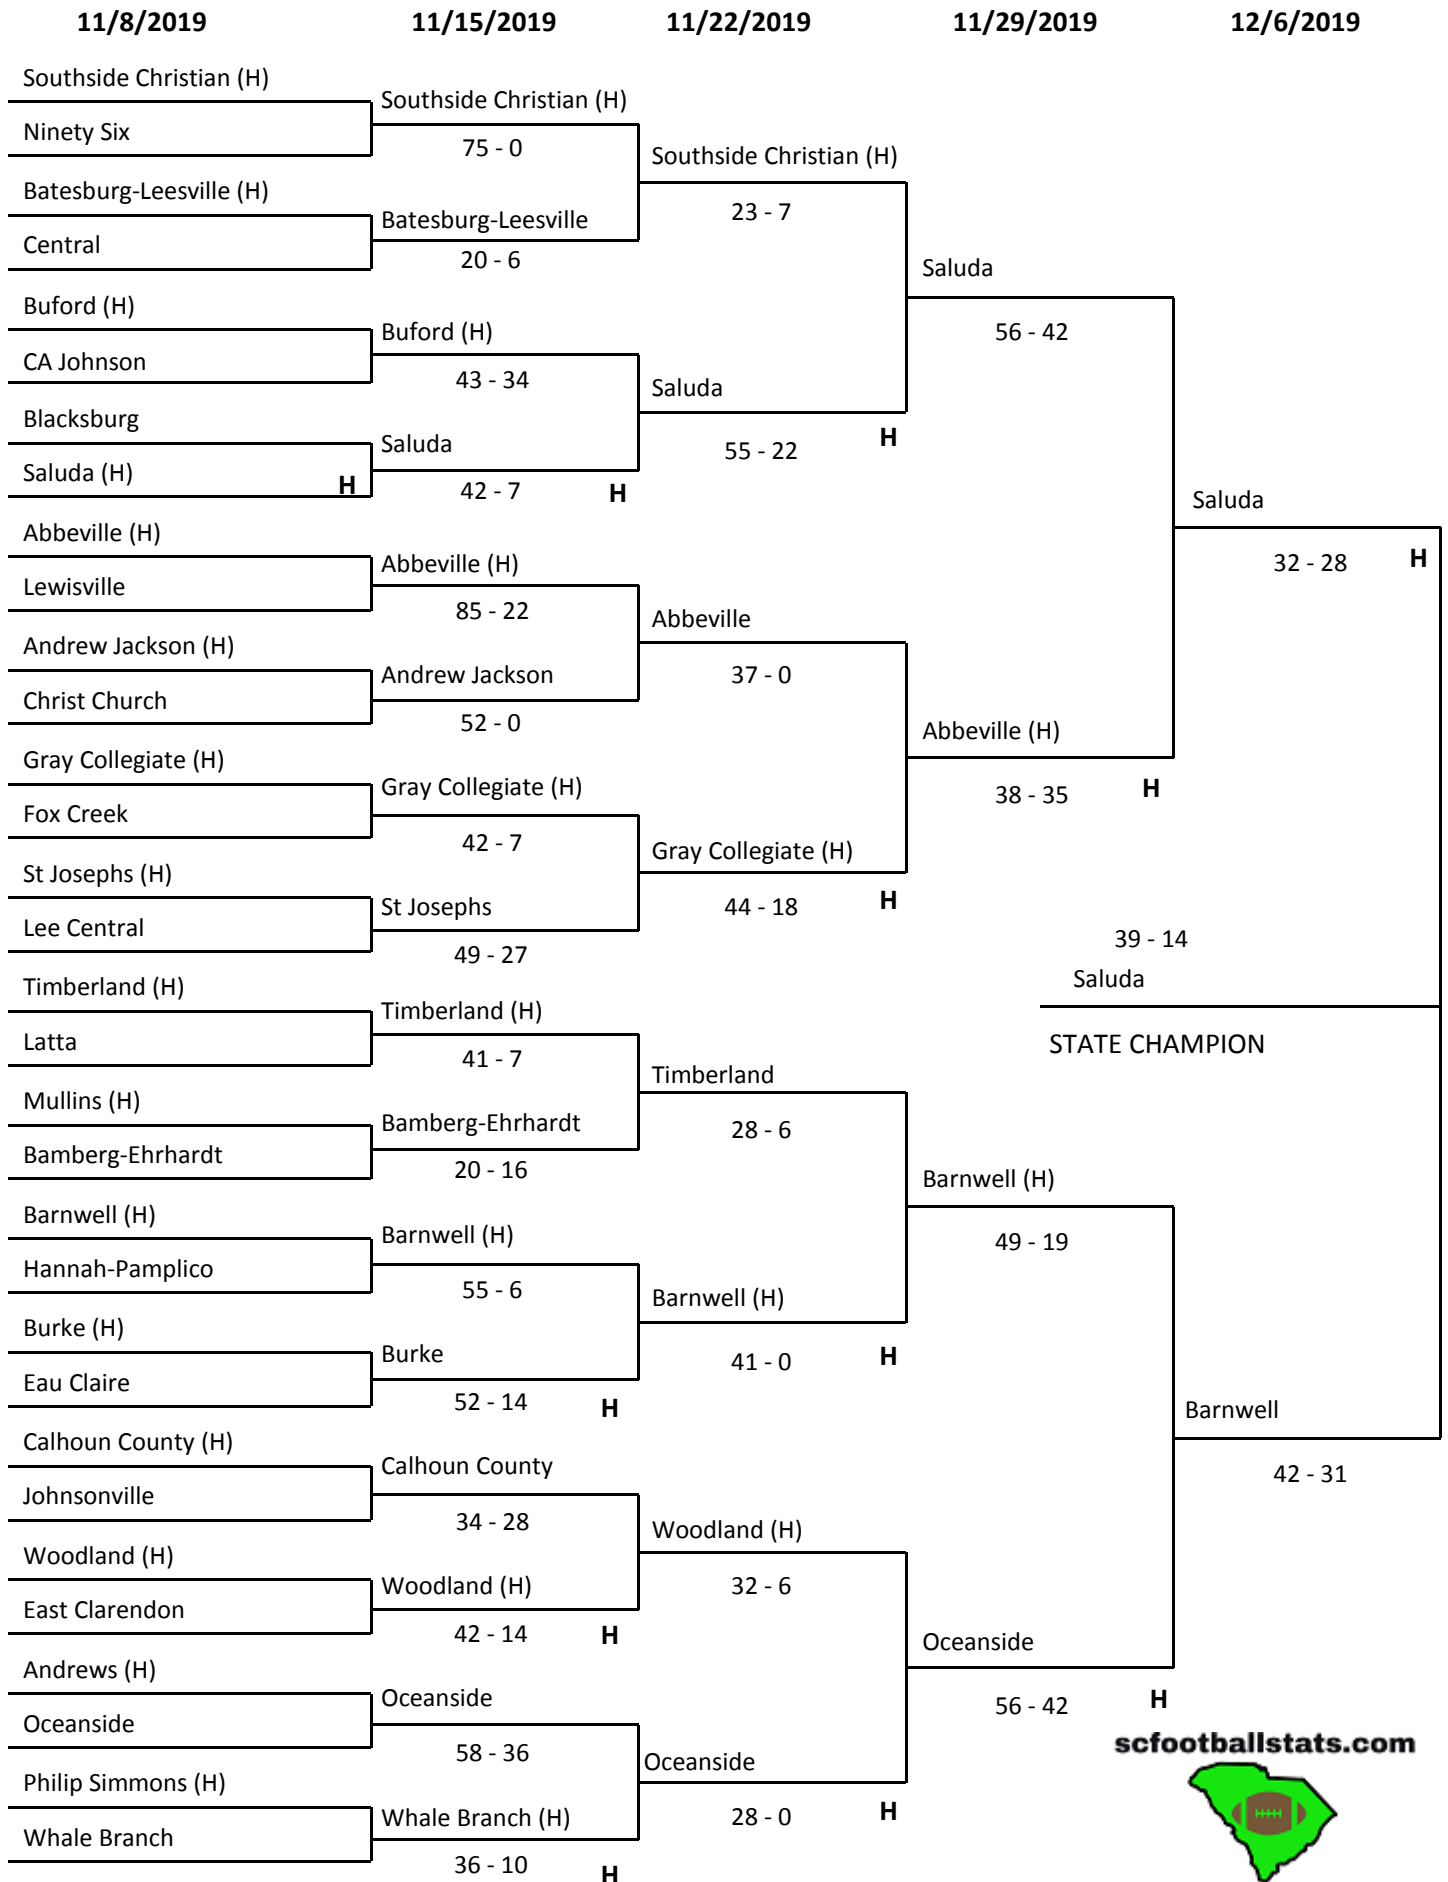 11/8/2019 11/15/2019 11/22/2019 11/29/2019 12/6/2019
Southside Christian (H)
Ninety Six
Batesburg-Leesville (H)
Central
Buford (H)
CA Johnson
Blacksburg
Saluda (H)
H
Abbeville (H)
Lewisville
Andrew Jackson (H)
Christ Church
Gray Collegiate (H)
Fox Creek
St Josephs (H)
Lee Central
Timberland (H)
Latta
Mullins (H)
Bamberg-Ehrhardt
Barnwell (H)
Hannah-Pamplico
Burke (H)
Eau Claire
Calhoun County (H)
Johnsonville
Woodland (H)
East Clarendon
Andrews (H)
Oceanside
Philip Simmons (H)
Whale Branch
Southside Christian (H)
75 - 0
Batesburg-Leesville
20 - 6
Buford (H)
43 - 34
Saluda
42 - 7 H
Abbeville (H)
85 - 22
Andrew Jackson
52 - 0
Gray Collegiate (H)
42 - 7
St Josephs
49 - 27
Timberland (H)
41 - 7
Bamberg-Ehrhardt
20 - 16
Barnwell (H)
55 - 6
Burke
52 - 14 H
Calhoun County
34 - 28
Woodland (H)
42 - 14 H
Oceanside
58 - 36
Whale Branch (H)
36 - 10 H
Southside Christian (H)
23 - 7
Saluda
55 - 22 H
Abbeville
37 - 0
Gray Collegiate (H)
44 - 18 H
Timberland
28 - 6
Barnwell (H)
41 - 0 H
Woodland (H)
32 - 6
Oceanside
28 - 0 H
Saluda
56 - 42
Abbeville (H)
38 - 35 H
Barnwell (H)
49 - 19
Oceanside
56 - 42 H
Saluda
32 - 28 H
39 - 14
Saluda
STATE CHAMPION
Barnwell
42 - 31
scfootballstats.com